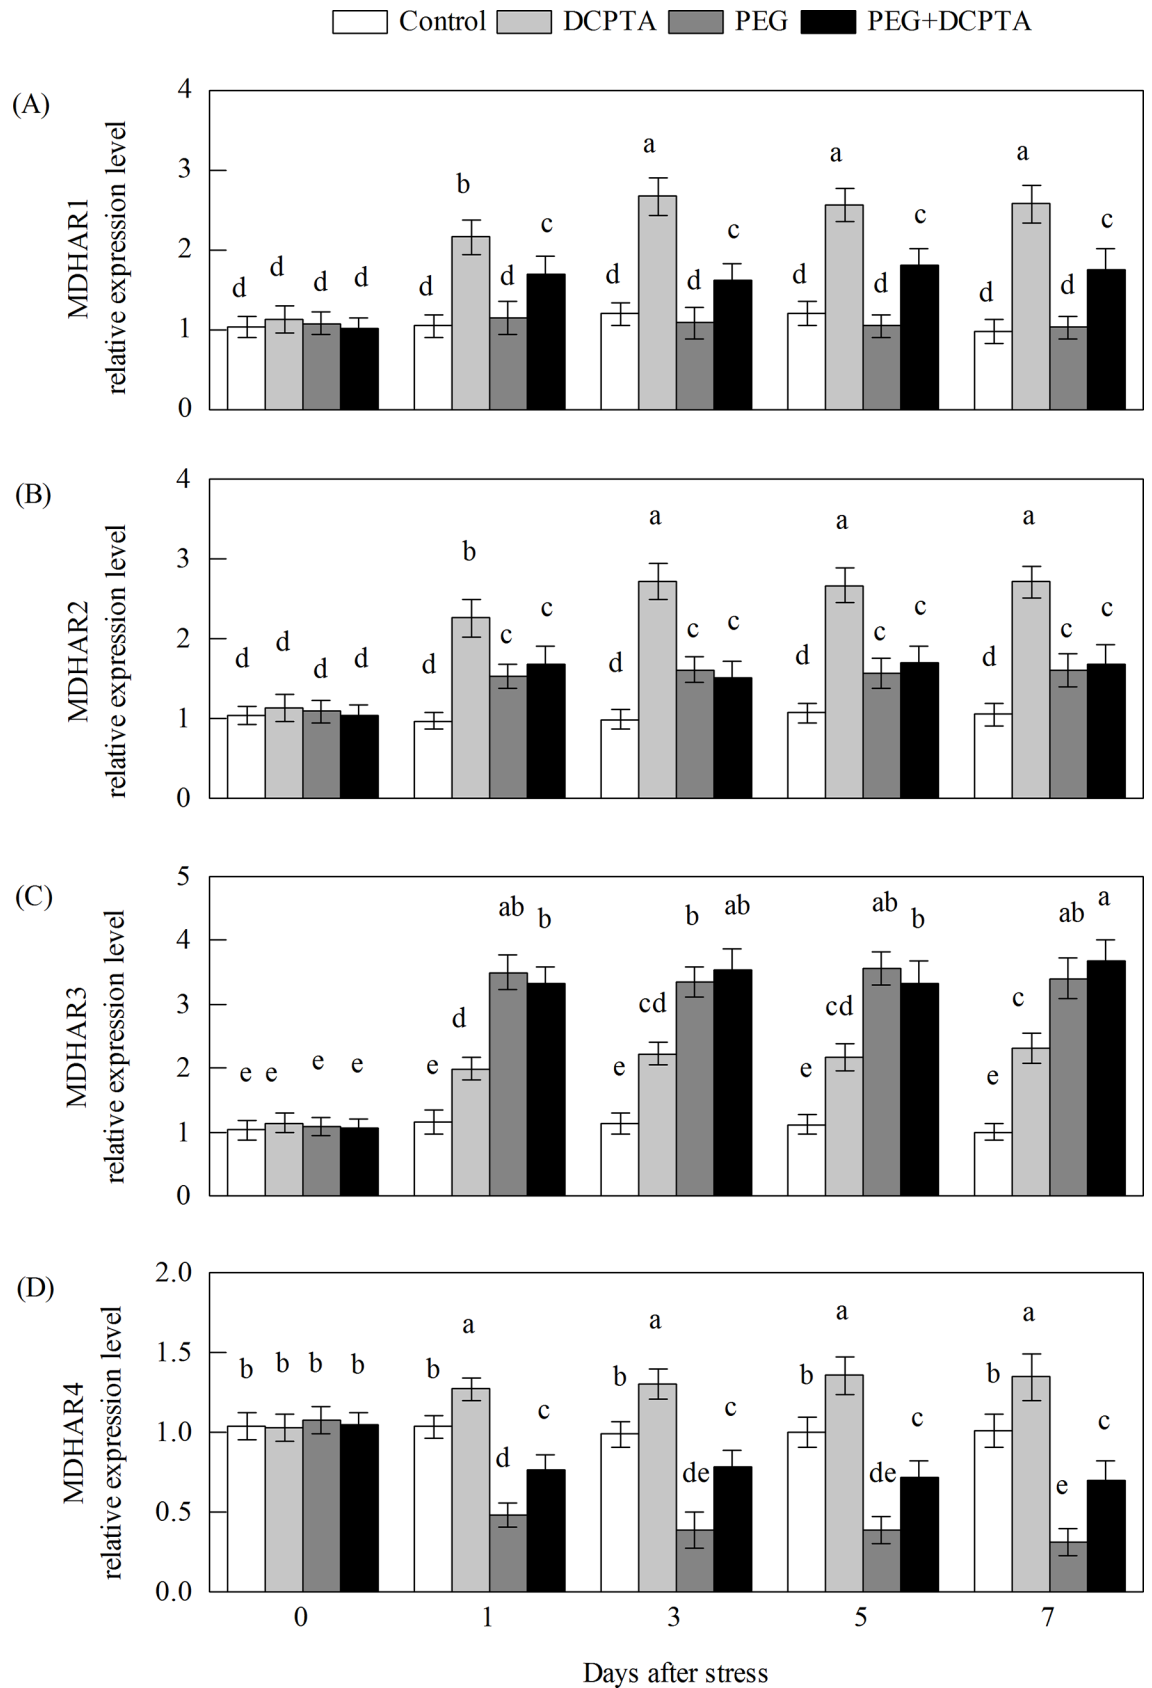 Control DCPTA PEG PEG+DCPTA
(A)
MDHAR1
relative expression level
4
3
2
1
0
d d d d d b d c d a d c d a d c d a d c
(B)
MDHAR2
relative expression level
4
3
2
1
0
d d d d d b c c d a c c d a c c d a c c
(C)
MDHAR3
relative expression level
5
4
3
2
1
0
e e e e e d ab b e cd b ab e cd ab b e c ab a
(D)
MDHAR4
relative expression level
2.0
1.5
1.0
0.5
0.0
b b b b b a d c b a de c b a de c b a e c
0 1 3 5 7
Days after stress